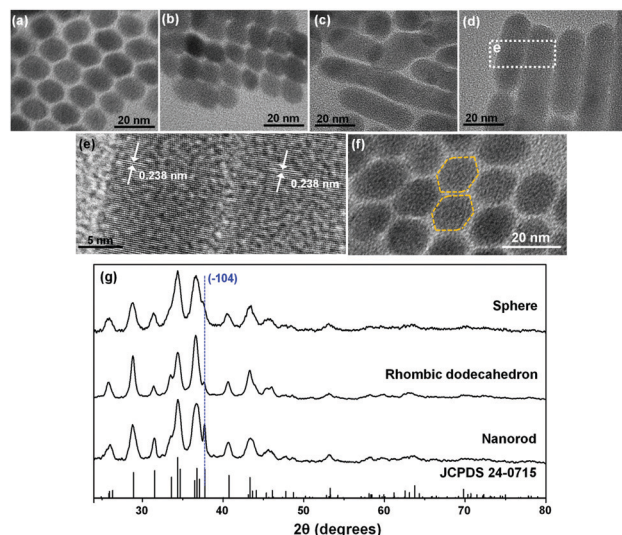 (a)
20 nm
(b)
20 nm
(c)
20 nm
(d)
e
20 nm
(e)
0.238 nm
0.238 nm
5 nm
(f)
20 nm
(g)
(-104)
Sphere
Rhombic dodecahedron
Nanorod
JCPDS 24-0715
30 40 50 60 70 80
2θ (degrees)